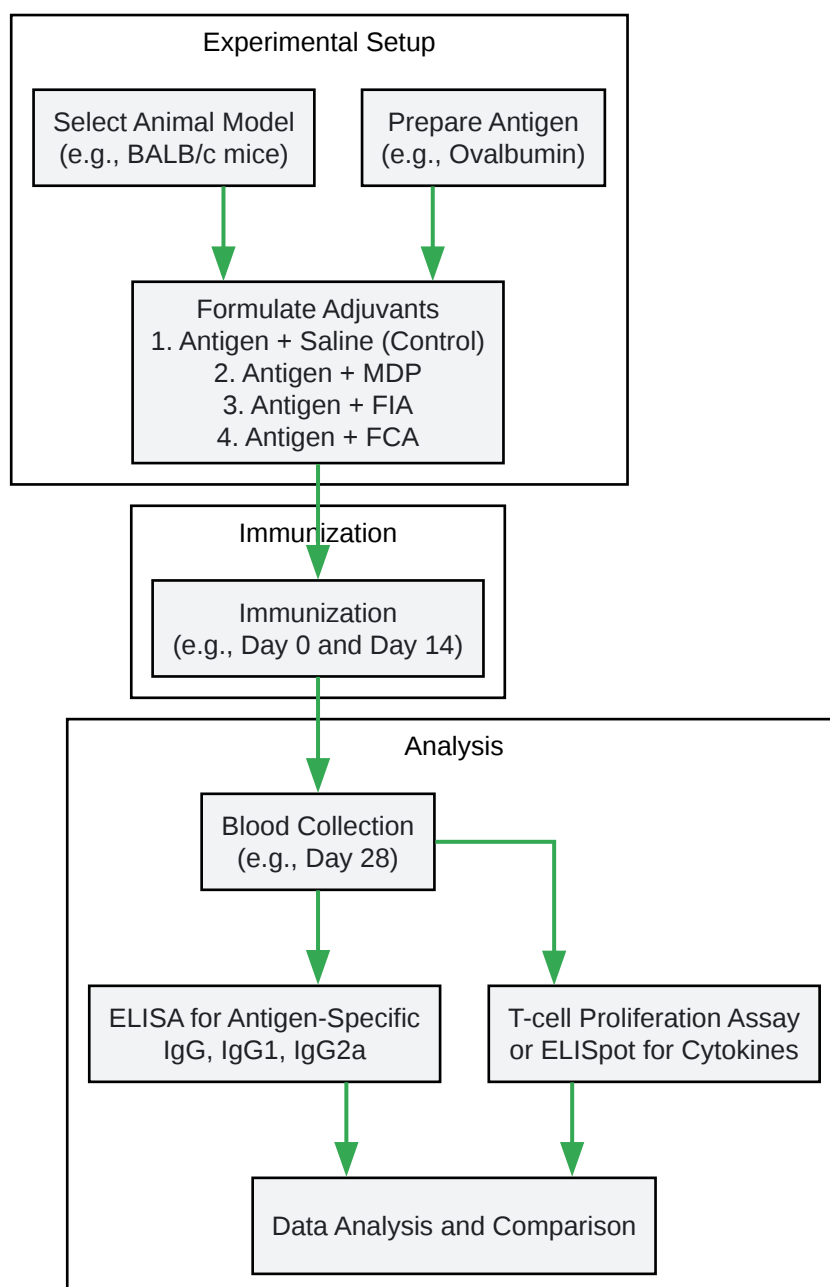 Experimental Setup
Select Animal Model
(e.g., BALB/c mice)
Prepare Antigen
(e.g., Ovalbumin)
Formulate Adjuvants
1. Antigen + Saline (Control)
2. Antigen + MDP
3. Antigen + FIA
4. Antigen + FCA
Immunization
Immunization
(e.g., Day 0 and Day 14)
Analysis
Blood Collection
(e.g., Day 28)
ELISA for Antigen-Specific
IgG, IgG1, IgG2a
T-cell Proliferation Assay
or ELISpot for Cytokines
Data Analysis and Comparison